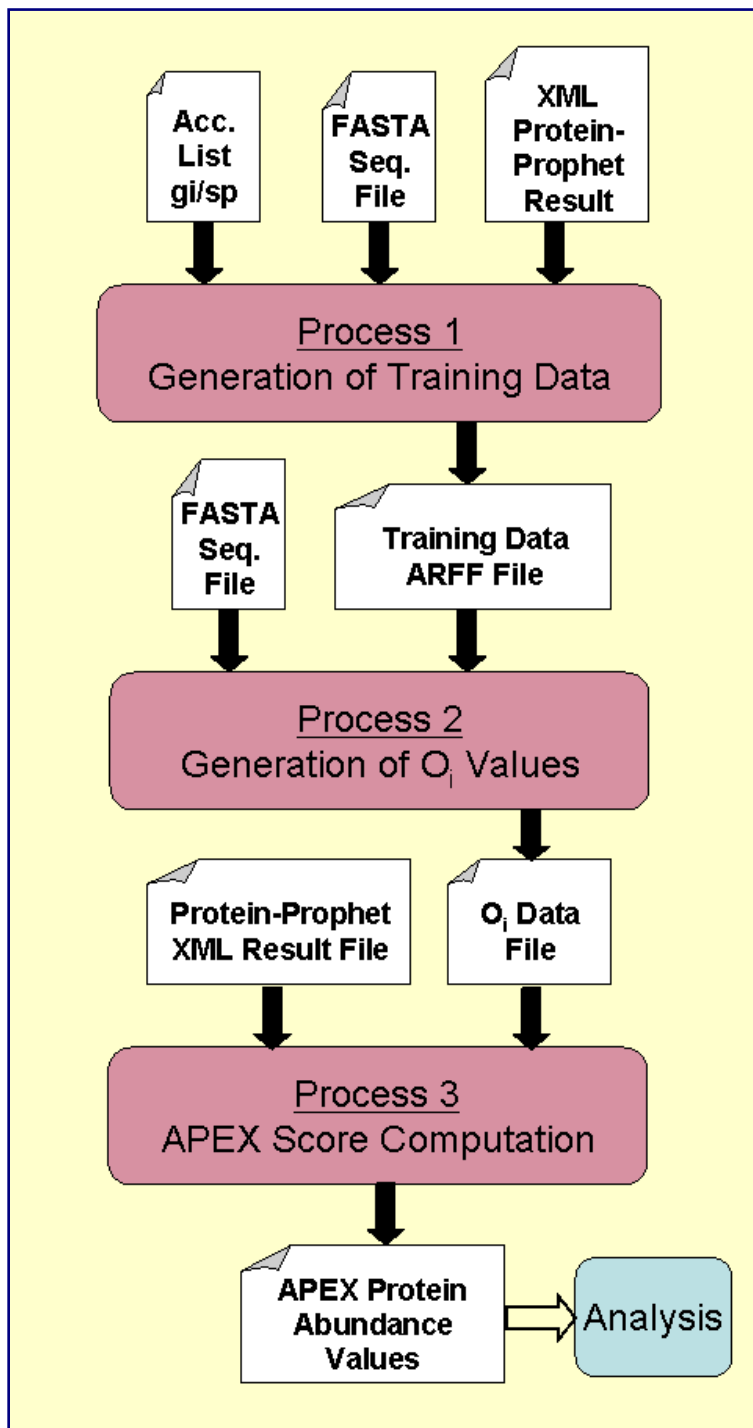 Acc.
List
gi/sp
FASTA
Seq.
File
XML
Protein-
Prophet
Result
Process 1
Generation of Training Data
FASTA
Seq.
File
Training Data
ARFF File
Process 2
Generation of Oi Values
Protein-Prophet
XML Result File
Oi Data
File
Process 3
APEX Score Computation
APEX Protein
Abundance
Values
Analysis